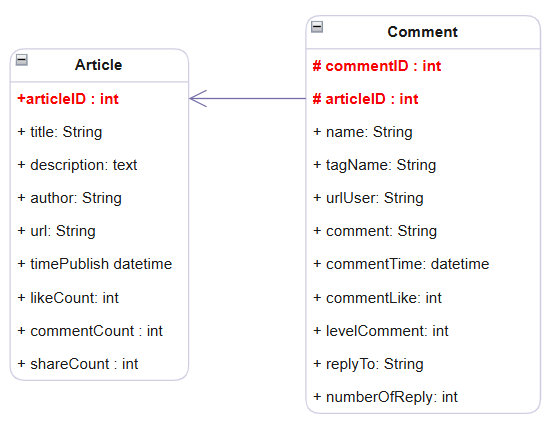 Article
+articleID : int
+ title: String
+ description: text
+ author: String
+ url: String
+ timePublish datetime
+ likeCount: int
+ commentCount : int
+ shareCount : int
Comment
# commentID : int
# articleID : int
+ name: String
+ tagName: String
+ urlUser: String
+ comment: String
+ commentTime: datetime
+ commentLike: int
+ levelComment: int
+ replyTo: String
+ numberOfReply: int